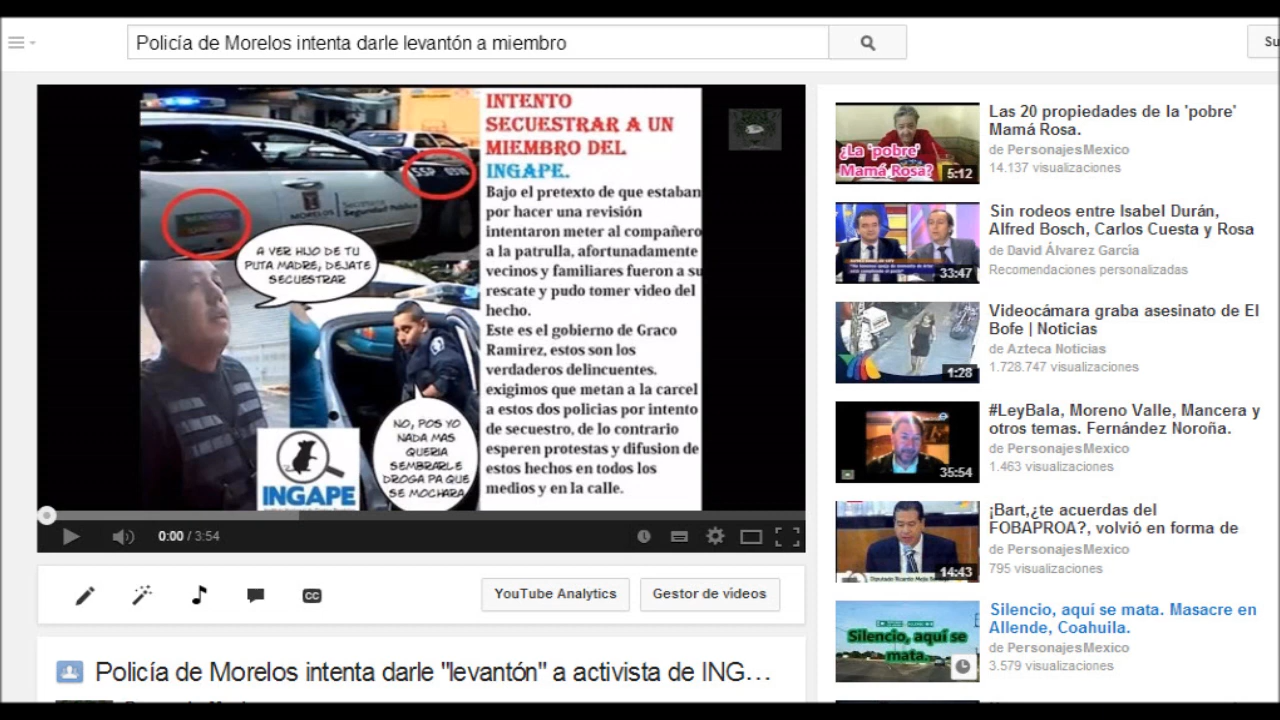 Policía de Morelos intenta darle levantón a miembro
Su
INTENTO
SECUESTRAR A UN
MIEMBRO DEL
INGAPE.
Bajo el pretexto de que estaban
por hacer una revisión
intentaron meter al compañero
a la patrulla, afortunadamente
vecinos y familiares fueron a su
rescate y pudo tomer video del
hecho.
Este es el gobierno de Graco
Ramirez, estos son los
verdaderos delincuentes.
exigimos que metan a la carcel
a estos dos policias por intento
de secuestro, de lo contrario
esperen protestas y difusion de
estos hechos en todos los
medios y en la calle.
SSP
MORELOS
Secretaría
Seguridad Pública
A VER HIJO DE TU
PUTA MADRE, DEJATE
SECUESTRAR
NO, POS YO
NADA MAS
QUERIA
SEMBRARLE
DROGA PA QUE
SE MOCHARA
INGAPE
0:00 / 3:54
CC
YouTube Analytics
Gestor de vídeos
Policía de Morelos intenta darle "levantón" a activista de ING...
¿La 'pobre'
Mamá Rosa?
5:12
Las 20 propiedades de la 'pobre'
Mamá Rosa.
de PersonajesMexico
14.137 visualizaciones
33:47
Sin rodeos entre Isabel Durán,
Alfred Bosch, Carlos Cuesta y Rosa
de David Álvarez García
Recomendaciones personalizadas
1:28
Videocámara graba asesinato de El
Bofe | Noticias
de Azteca Noticias
1.728.747 visualizaciones
35:54
#LeyBala, Moreno Valle, Mancera y
otros temas. Fernández Noroña.
de PersonajesMexico
1.463 visualizaciones
14:43
¡Bart,¿te acuerdas del
FOBAPROA?, volvió en forma de
de PersonajesMexico
795 visualizaciones
Silencio, aquí se
mata.
Silencio, aquí se mata. Masacre en
Allende, Coahuila.
de PersonajesMexico
3.579 visualizaciones